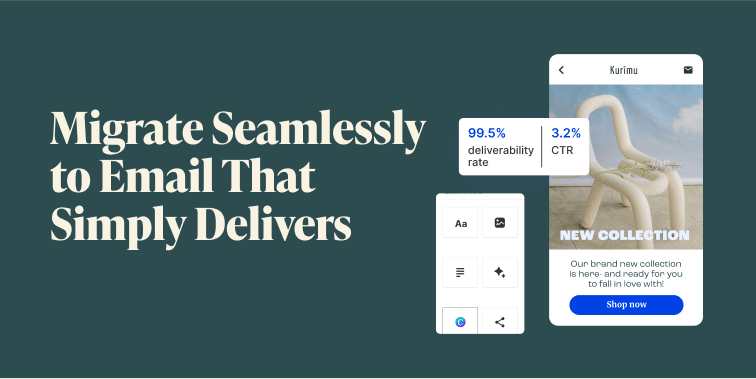 Migrate Seamlessly
to Email That
Simply Delivers
99.5%
deliverability
rate
3.2%
CTR
Aa
C
Kurimu
NEW COLLECTION
Our brand new collection
is here- and ready for you
to fall in love with!
Shop now